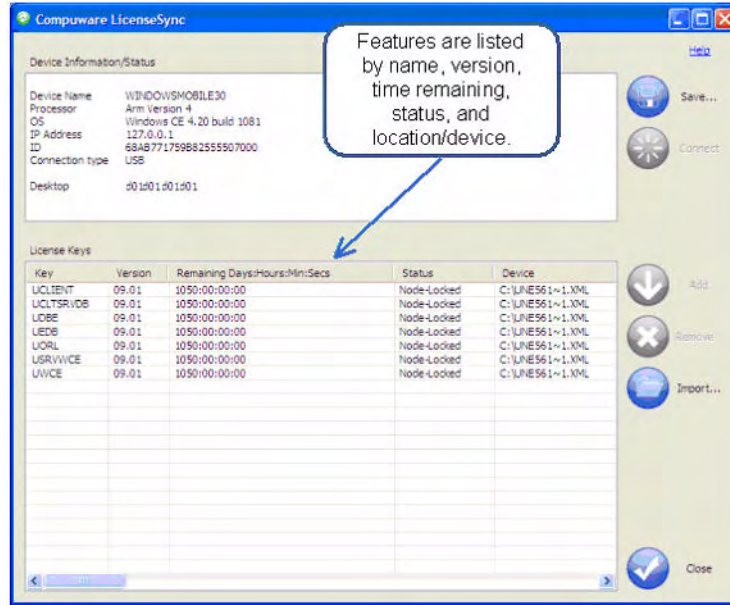 Compuware LicenseSync
Features are listed
by name, version,
time remaining,
status, and
location/device.
Help
Device Information/Status
Device Name WINDOWSMOBILE30
Processor Arm Version 4
OS Windows CE 4.20 build 1081
IP Address 127.0.0.1
ID 68AB771759B82555507000
Connection type USB
Desktop
Save...
Connect
License Keys
Key Version Remaining Days:Hours:Min:Secs Status Device
UCLIENT 09.01 1050:00:00:00 Node-Locked C:\UNE561~1.XML
UCLTSRVDB 09.01 1050:00:00:00 Node-Locked C:\UNE561~1.XML
UDBE 09.01 1050:00:00:00 Node-Locked C:\UNE561~1.XML
UEDB 09.01 1050:00:00:00 Node-Locked C:\UNE561~1.XML
UORL 09.01 1050:00:00:00 Node-Locked C:\UNE561~1.XML
USRVWCE 09.01 1050:00:00:00 Node-Locked C:\UNE561~1.XML
UWCE 09.01 1050:00:00:00 Node-Locked C:\UNE561~1.XML
Add
Remove
Import...
Close